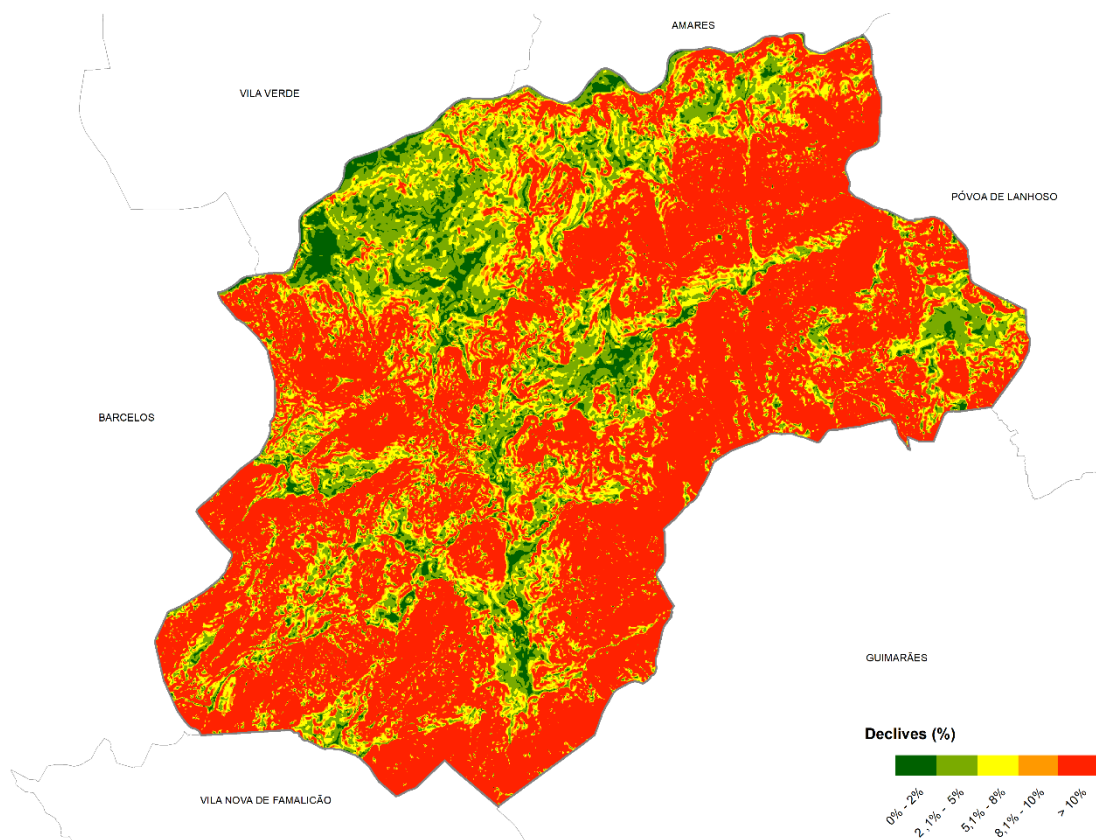 AMARES
VILA VERDE
PÓVOA DE LANHOSO
BARCELOS
GUIMARÃES
VILA NOVA DE FAMALICÃO
Declives (%)
0% - 2%
2,1% - 5%
5,1% - 8%
8,1% - 10%
> 10%